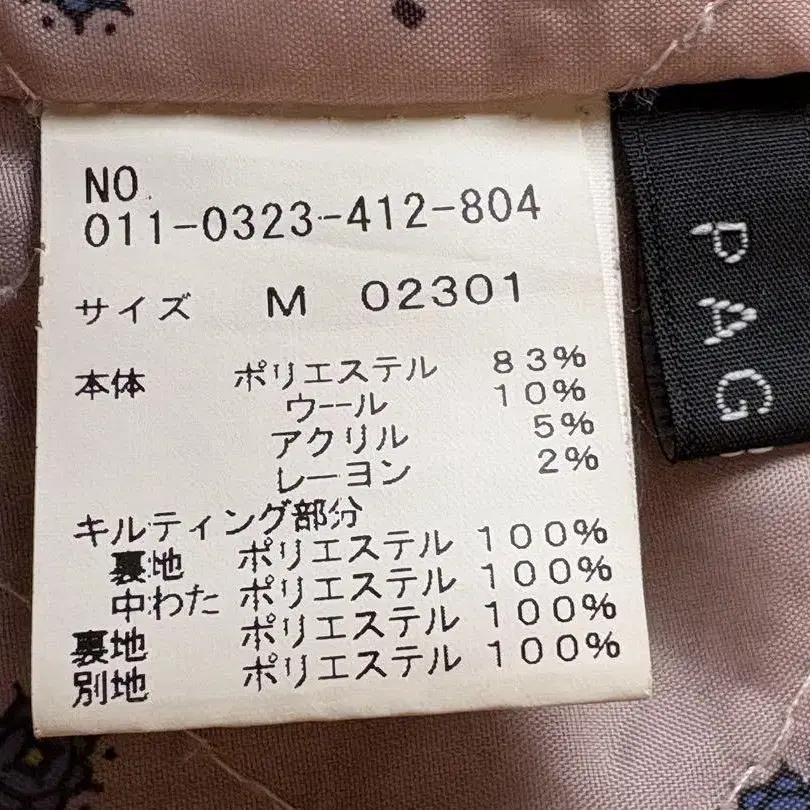 NO.
011-0323-412-804
サイズ M 02301
本体 ポリエステル 83%
ウール 10%
アクリル 5%
レーヨン 2%
キルティング部分
裏地 ポリエステル 100%
中わた ポリエステル 100%
裏地 ポリエステル 100%
別地 ポリエステル 100%
PAG